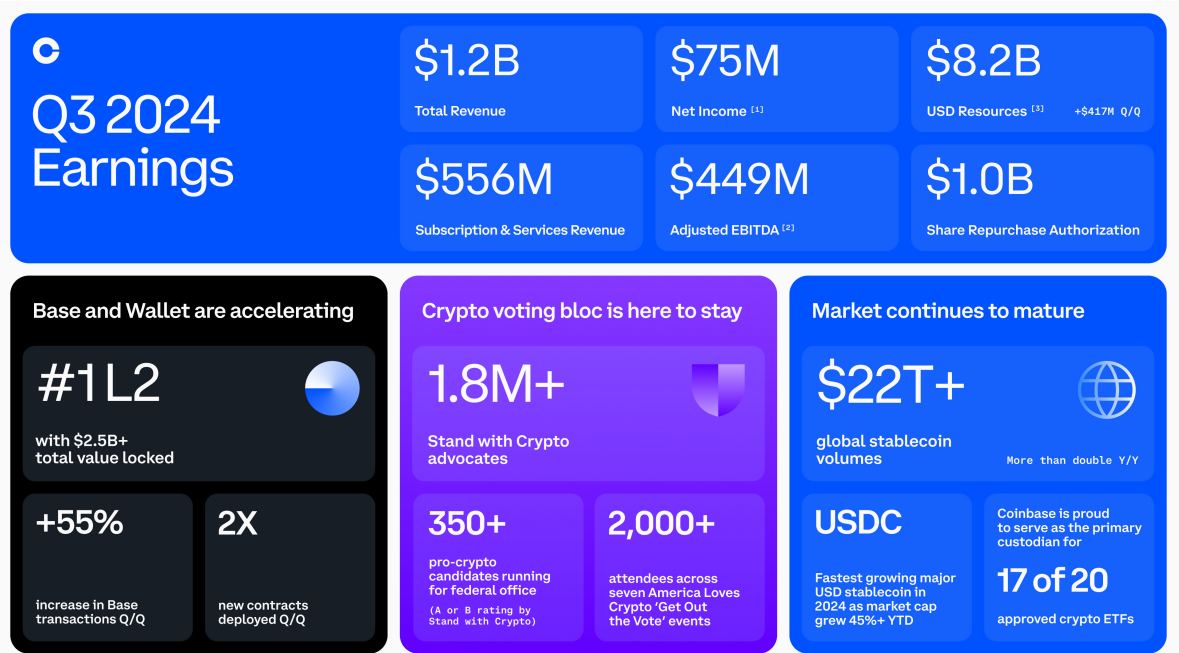 Q3 2024
Earnings
$1.2B
Total Revenue
$75M
Net Income [1]
$8.2B
USD Resources [3]
+$417M Q/Q
$556M
Subscription & Services Revenue
$449M
Adjusted EBITDA [2]
$1.0B
Share Repurchase Authorization
Base and Wallet are accelerating
#1 L2
with $2.5B+
total value locked
+55%
increase in Base
transactions Q/Q
2X
new contracts
deployed Q/Q
Crypto voting bloc is here to stay
1.8M+
Stand with Crypto
advocates
350+
pro-crypto
candidates running
for federal office
(A or B rating by
Stand with Crypto)
2,000+
attendees across
seven America Loves
Crypto ‘Get Out
the Vote’ events
Market continues to mature
$22T+
global stablecoin
volumes
More than double Y/Y
USDC
Fastest growing major
USD stablecoin in
2024 as market cap
grew 45%+ YTD
Coinbase is proud
to serve as the primary
custodian for
17 of 20
approved crypto ETFs